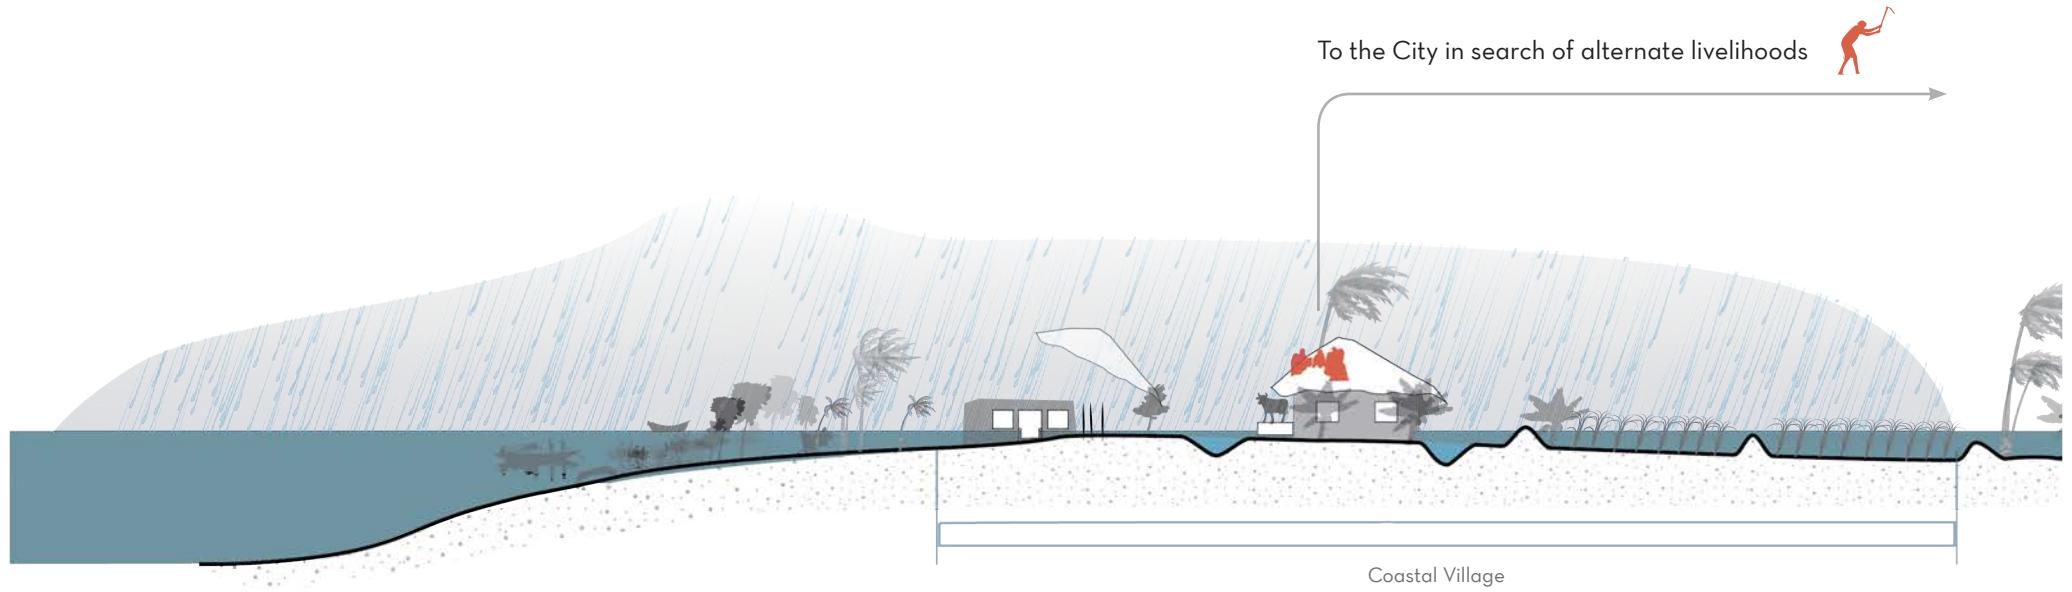 To the City in search of alternate livelihoods
Coastal Village